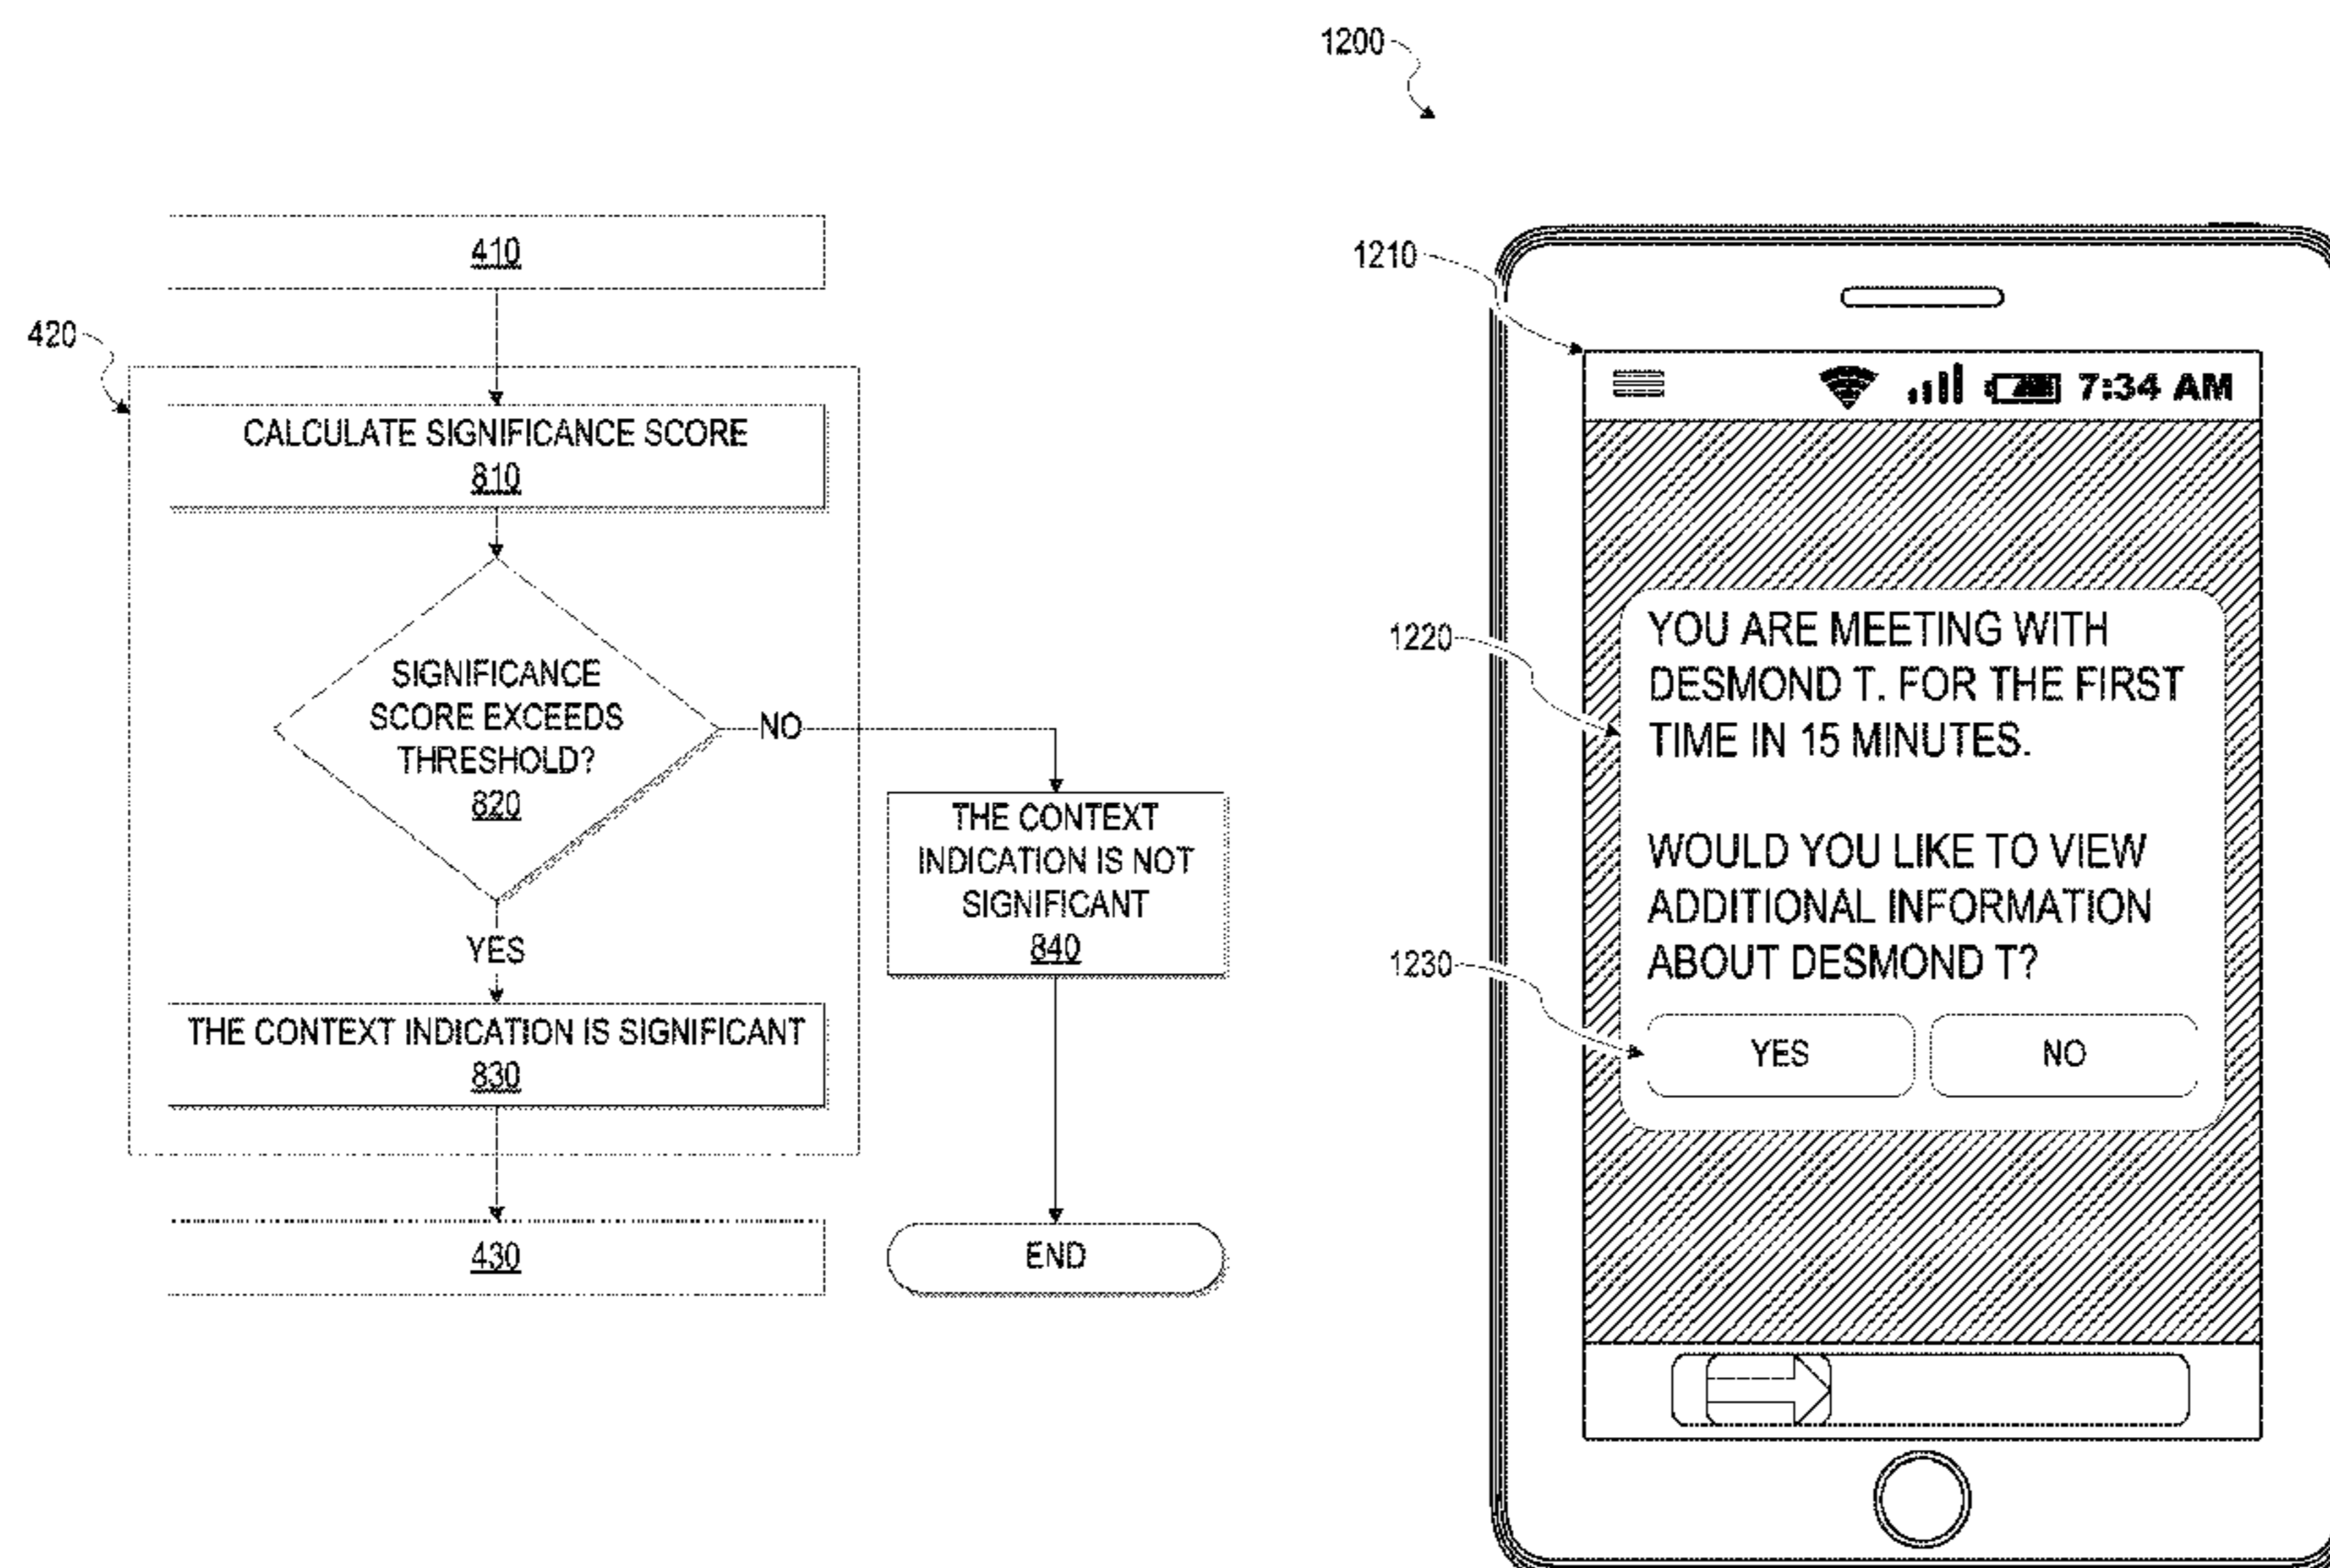 410
420
CALCULATE SIGNIFICANCE SCORE
810
SIGNIFICANCE
SCORE EXCEEDS
THRESHOLD?
820
NO
YES
THE CONTEXT INDICATION IS SIGNIFICANT
830
THE CONTEXT
INDICATION IS NOT
SIGNIFICANT
840
430
END
1200
1210
7:34 AM
1220
YOU ARE MEETING WITH
DESMOND T. FOR THE FIRST
TIME IN 15 MINUTES.
WOULD YOU LIKE TO VIEW
ADDITIONAL INFORMATION
ABOUT DESMOND T?
1230
YES
NO